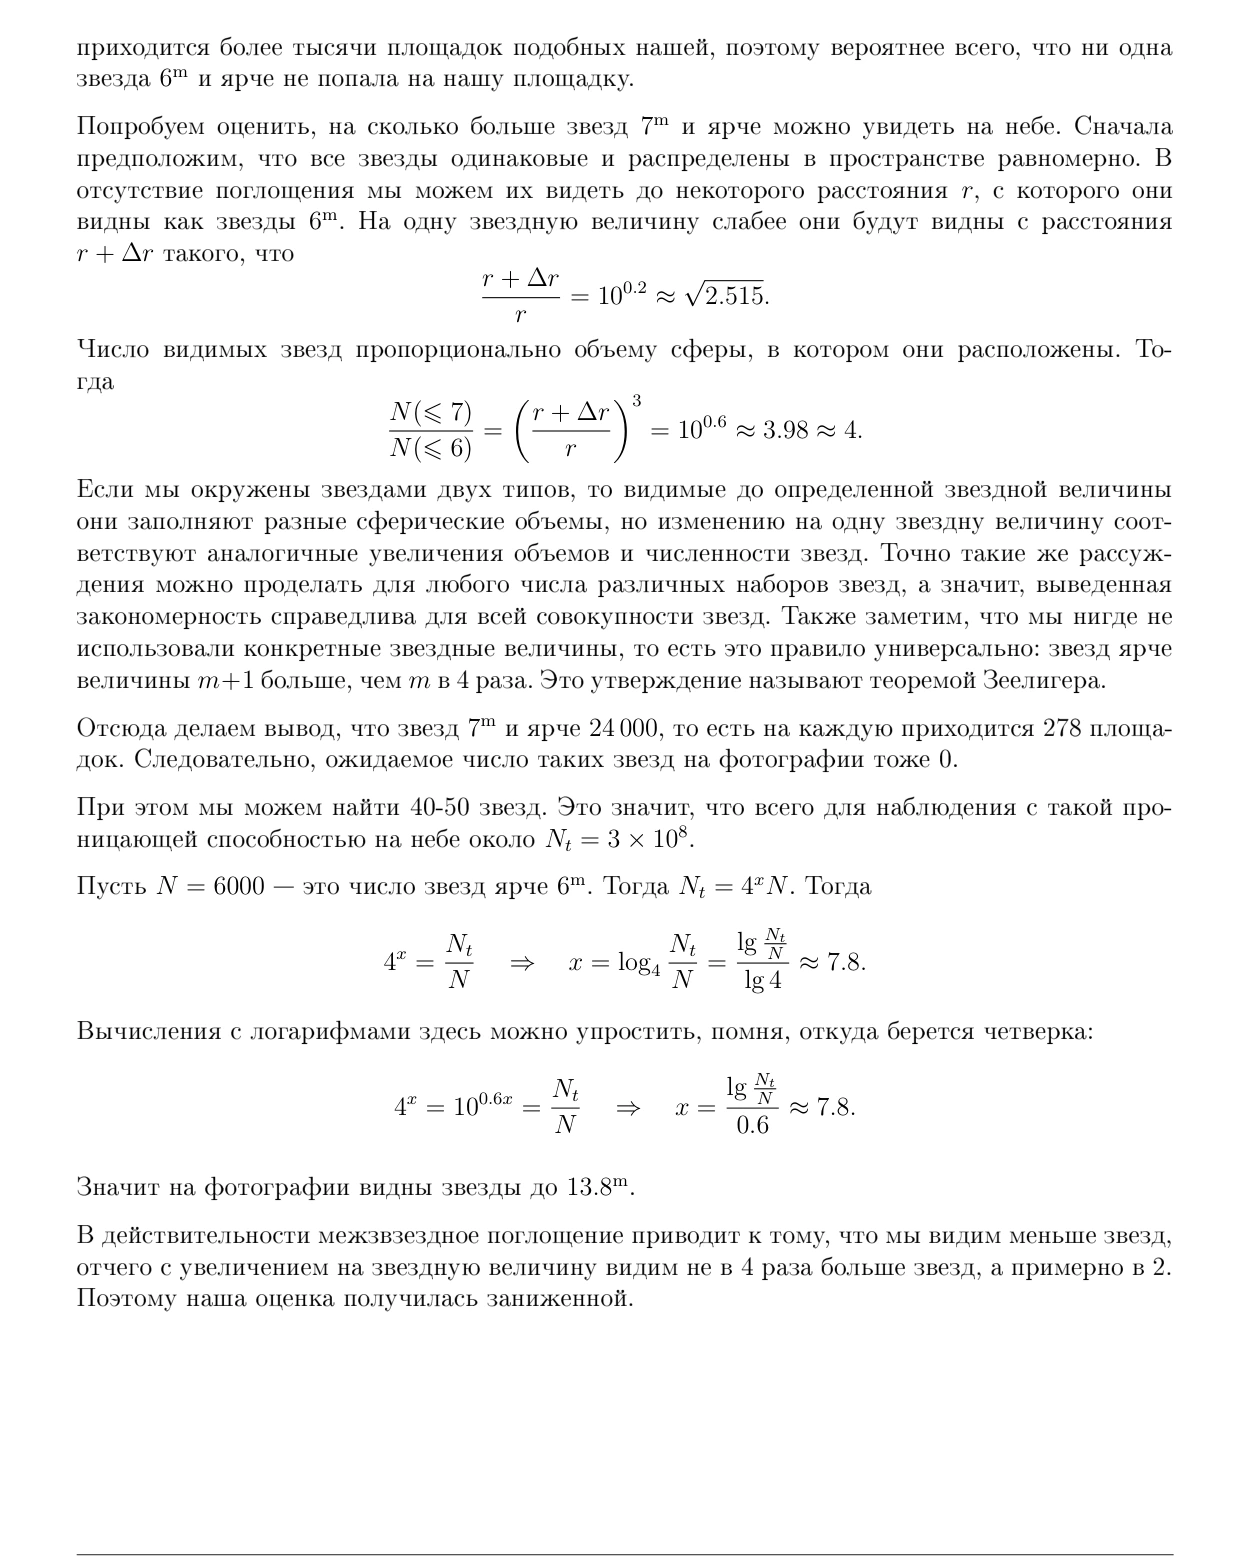 приходится более тысячи площадок подобных нашей, поэтому вероятнее всего, что ни одна
звезда 6ᵐ и ярче не попала на нашу площадку.
Попробуем оценить, на сколько больше звезд 7ᵐ и ярче можно увидеть на небе. Сначала
предположим, что все звезды одинаковые и распределены в пространстве равномерно. В
отсутствие поглощения мы можем их видеть до некоторого расстояния r, с которого они
видны как звезды 6ᵐ. На одну звездную величину слабее они будут видны с расстояния
r + Δr такого, что
(r + Δr)/r = 10^0.2 ≈ √2.515.
Число видимых звезд пропорционально объему сферы, в котором они расположены. То-
гда
N(⩽ 7)/N(⩽ 6) = ((r + Δr)/r)^3 = 10^0.6 ≈ 3.98 ≈ 4.
Если мы окружены звездами двух типов, то видимые до определенной звездной величины
они заполняют разные сферические объемы, но изменению на одну звездну величину соот-
ветствуют аналогичные увеличения объемов и численности звезд. Точно такие же рассуж-
дения можно проделать для любого числа различных наборов звезд, а значит, выведенная
закономерность справедлива для всей совокупности звезд. Также заметим, что мы нигде не
использовали конкретные звездные величины, то есть это правило универсально: звезд ярче
величины m+1 больше, чем m в 4 раза. Это утверждение называют теоремой Зеелигера.
Отсюда делаем вывод, что звезд 7ᵐ и ярче 24 000, то есть на каждую приходится 278 площа-
док. Следовательно, ожидаемое число таких звезд на фотографии тоже 0.
При этом мы можем найти 40-50 звезд. Это значит, что всего для наблюдения с такой про-
ницающей способностью на небе около N_t = 3 × 10^8.
Пусть N = 6000 — это число звезд ярче 6ᵐ. Тогда N_t = 4^x N. Тогда
4^x = N_t/N ⇒ x = log_4 N_t/N = (lg N_t/N)/(lg 4) ≈ 7.8.
Вычисления с логарифмами здесь можно упростить, помня, откуда берется четверка:
4^x = 10^0.6x = N_t/N ⇒ x = (lg N_t/N)/0.6 ≈ 7.8.
Значит на фотографии видны звезды до 13.8ᵐ.
В действительности межзвзездное поглощение приводит к тому, что мы видим меньше звезд,
отчего с увеличением на звездную величину видим не в 4 раза больше звезд, а примерно в 2.
Поэтому наша оценка получилась заниженной.